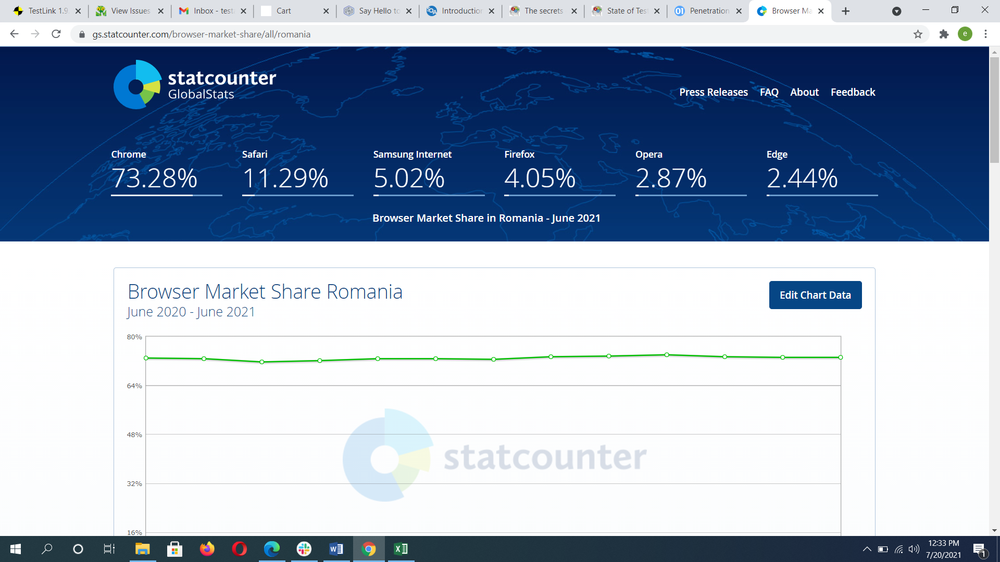 TestLink 1.9.
View Issues
Inbox - testa
Cart
Say Hello to
Introduction
The secrets
State of Test
Penetration
Browser Ma
gs.statcounter.com/browser-market-share/all/romania
e
statcounter
GlobalStats
Press Releases FAQ About Feedback
Chrome Safari Samsung Internet Firefox Opera Edge
73.28% 11.29% 5.02% 4.05% 2.87% 2.44%
Browser Market Share in Romania - June 2021
Browser Market Share Romania
June 2020 - June 2021
Edit Chart Data
80%
64%
48%
statcounter
32%
16%
12:33 PM
7/20/2021
1